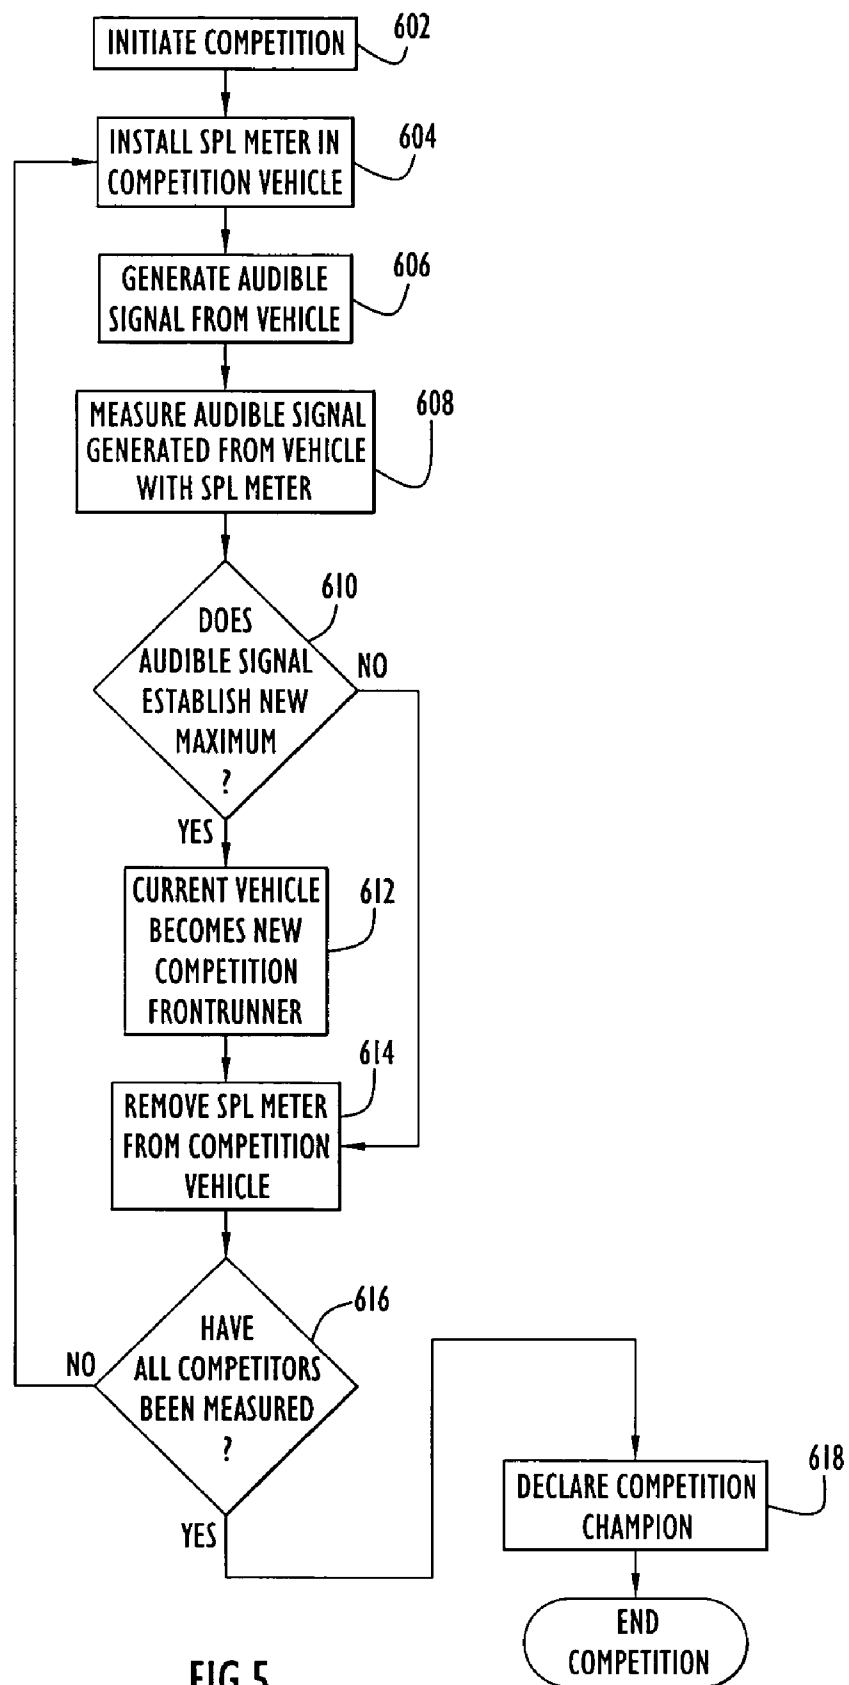 INITIATE COMPETITION
602
INSTALL SPL METER IN
COMPETITION VEHICLE
604
GENERATE AUDIBLE
SIGNAL FROM VEHICLE
606
MEASURE AUDIBLE SIGNAL
GENERATED FROM VEHICLE
WITH SPL METER
608
610
DOES
AUDIBLE SIGNAL
ESTABLISH NEW
MAXIMUM
?
NO
YES
CURRENT VEHICLE
BECOMES NEW
COMPETITION
FRONTRUNNER
612
614
REMOVE SPL METER
FROM COMPETITION
VEHICLE
616
HAVE
ALL COMPETITORS
BEEN MEASURED
?
NO
YES
618
DECLARE COMPETITION
CHAMPION
END
COMPETITION
FIG.5